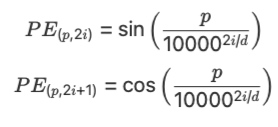 PE(p,2i) = sin(p/10000^{2i/d})
PE(p,2i+1) = cos(p/10000^{2i/d})